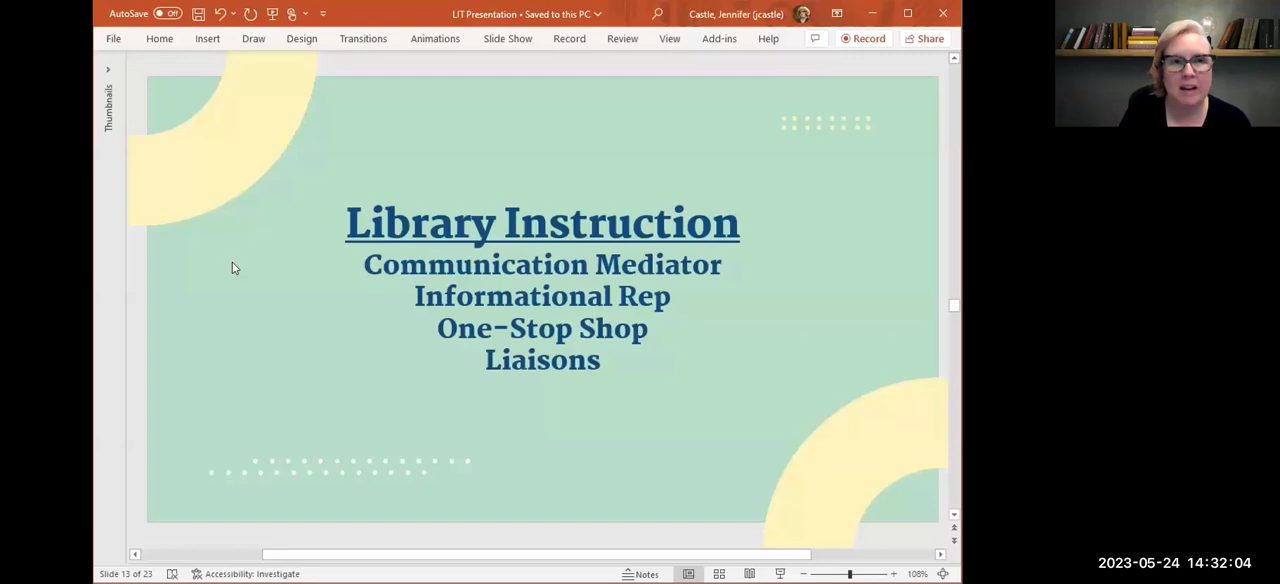 AutoSave Off LIT Presentation • Saved to this PC Castle, Jennifer (jcastle)
File Home Insert Draw Design Transitions Animations Slide Show Record Review View Add-ins Help Record Share
Thumbnails
Library Instruction
Communication Mediator
Informational Rep
One-Stop Shop
Liaisons
Slide 13 of 23 Accessibility: Investigate Notes 108%
2023-05-24 14:32:04